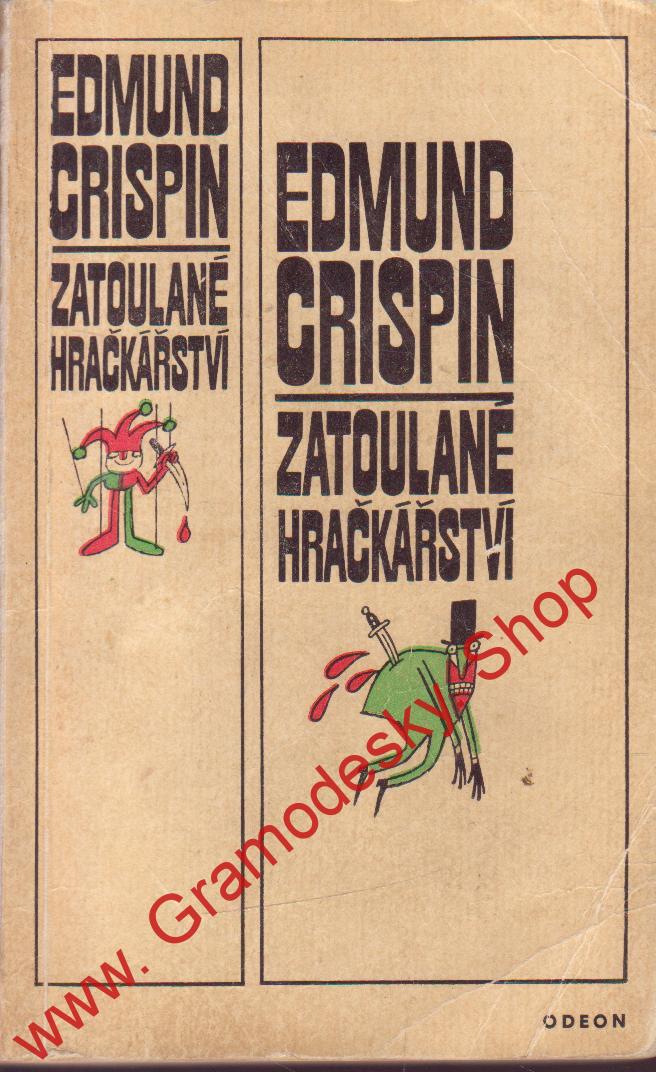 EDMUND
CRISPIN
ZATOULANÉ
HRAČKÁŘSTVÍ
EDMUND
CRISPIN
ZATOULANÉ
HRAČKÁŘSTVÍ
www. Gramodesky Shop
ODEON